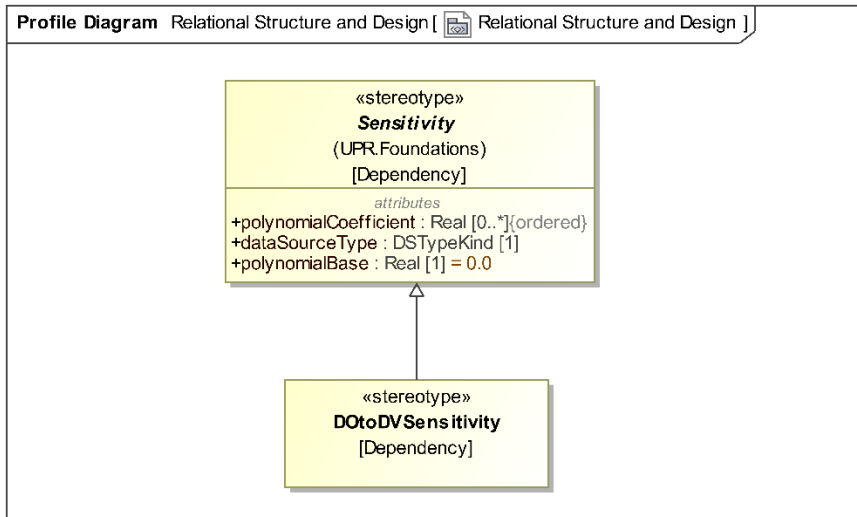 Profile Diagram Relational Structure and Design [ Relational Structure and Design ]
«stereotype»
Sensitivity
(UPR.Foundations)
[Dependency]
attributes
+polynomialCoefficient : Real [0..*]{ordered}
+dataSourceType : DSTypeKind [1]
+polynomialBase : Real [1] = 0.0
«stereotype»
DOtoDVSensitivity
[Dependency]